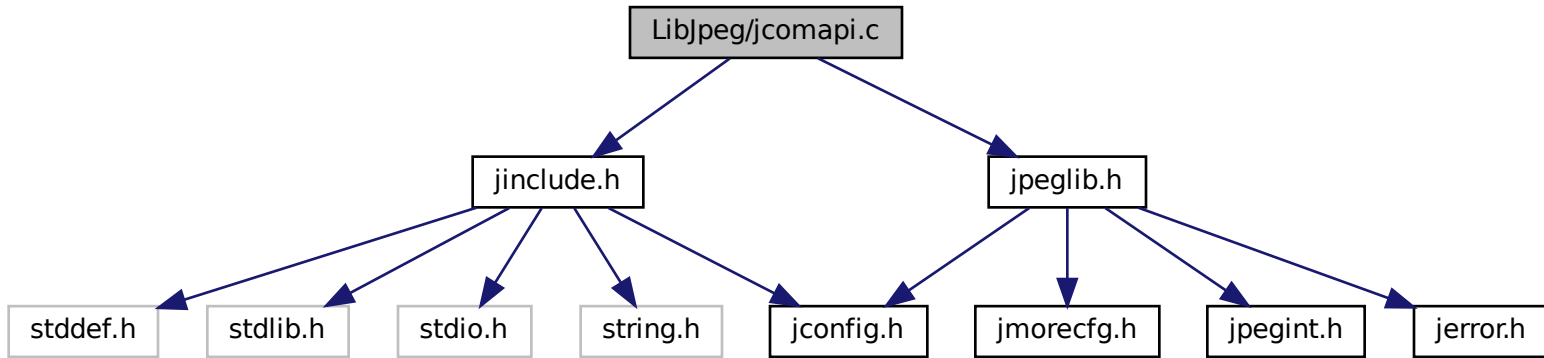 LibJpeg/jcomapi.c
jinclude.h
jpeglib.h
stddef.h
stdlib.h
stdio.h
string.h
jconfig.h
jmorecfg.h
jpegint.h
jerror.h